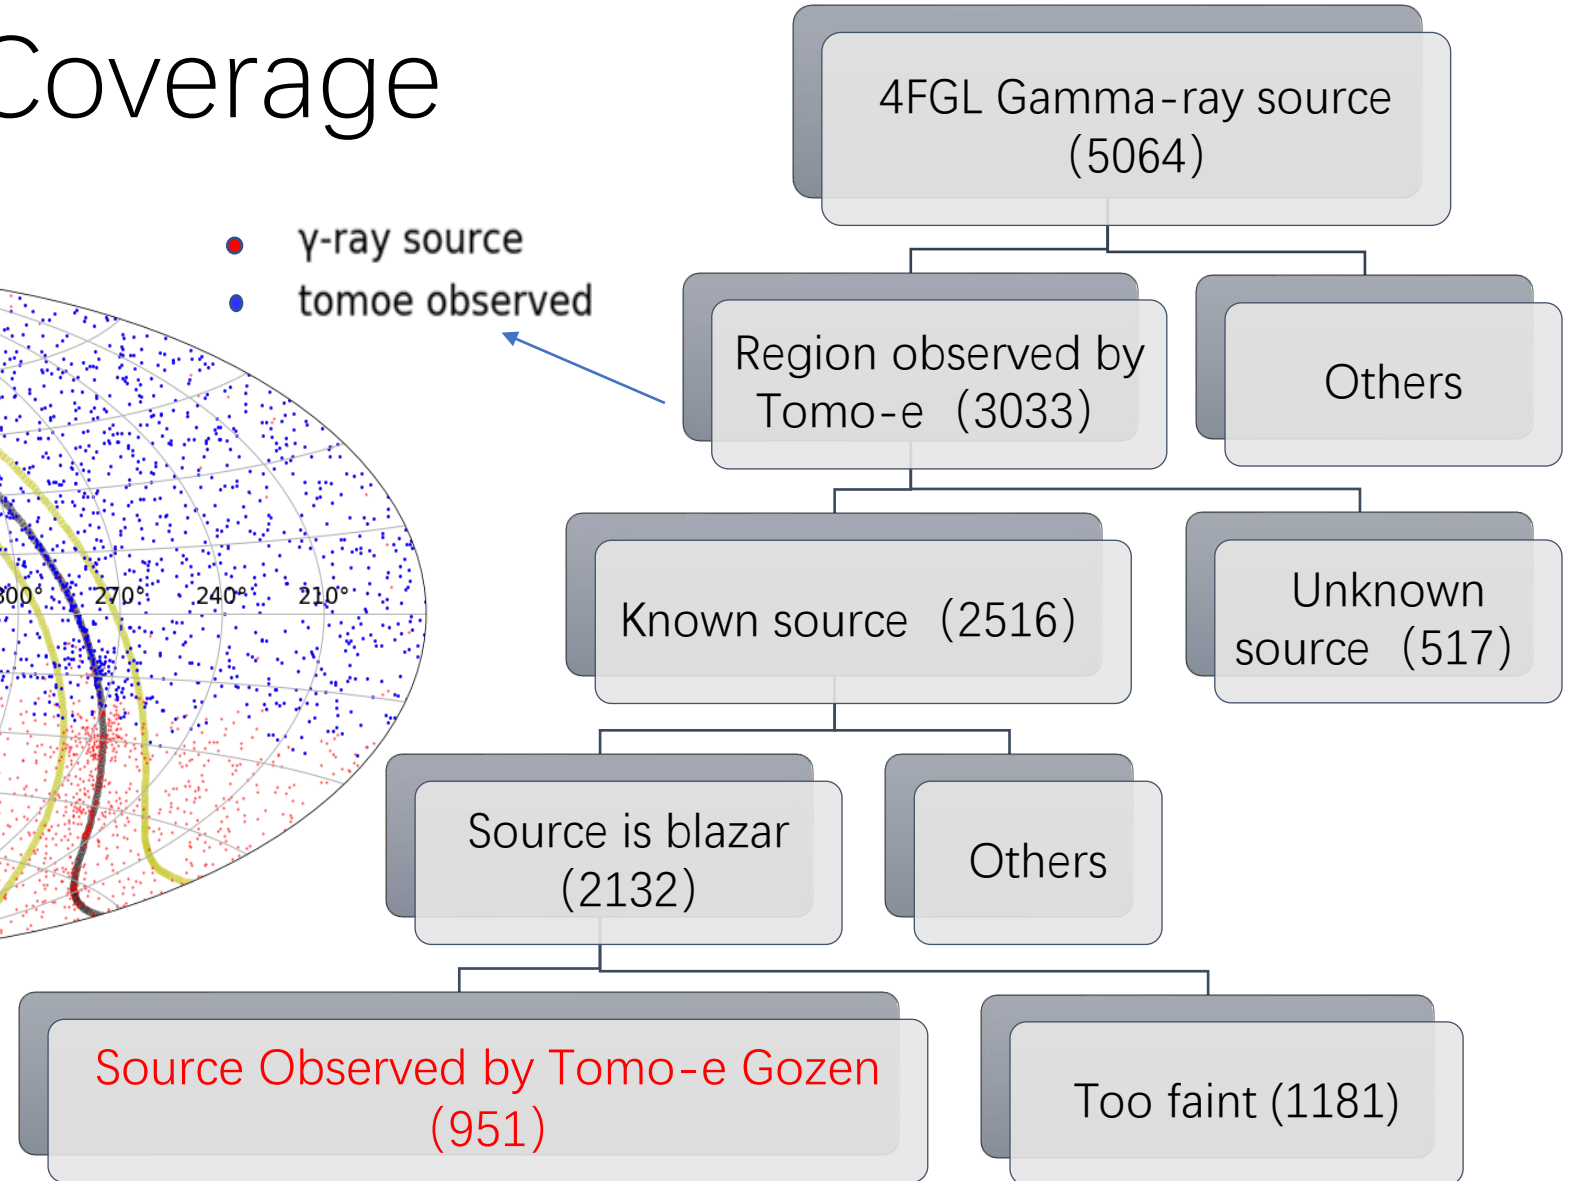 Coverage
4FGL Gamma-ray source
(5064)
γ-ray source
tomoe observed
Region observed by
Tomo-e (3033)
Others
Known source (2516)
Unknown
source (517)
300° 270° 240° 210°
Source is blazar
(2132)
Others
Source Observed by Tomo-e Gozen
(951)
Too faint (1181)